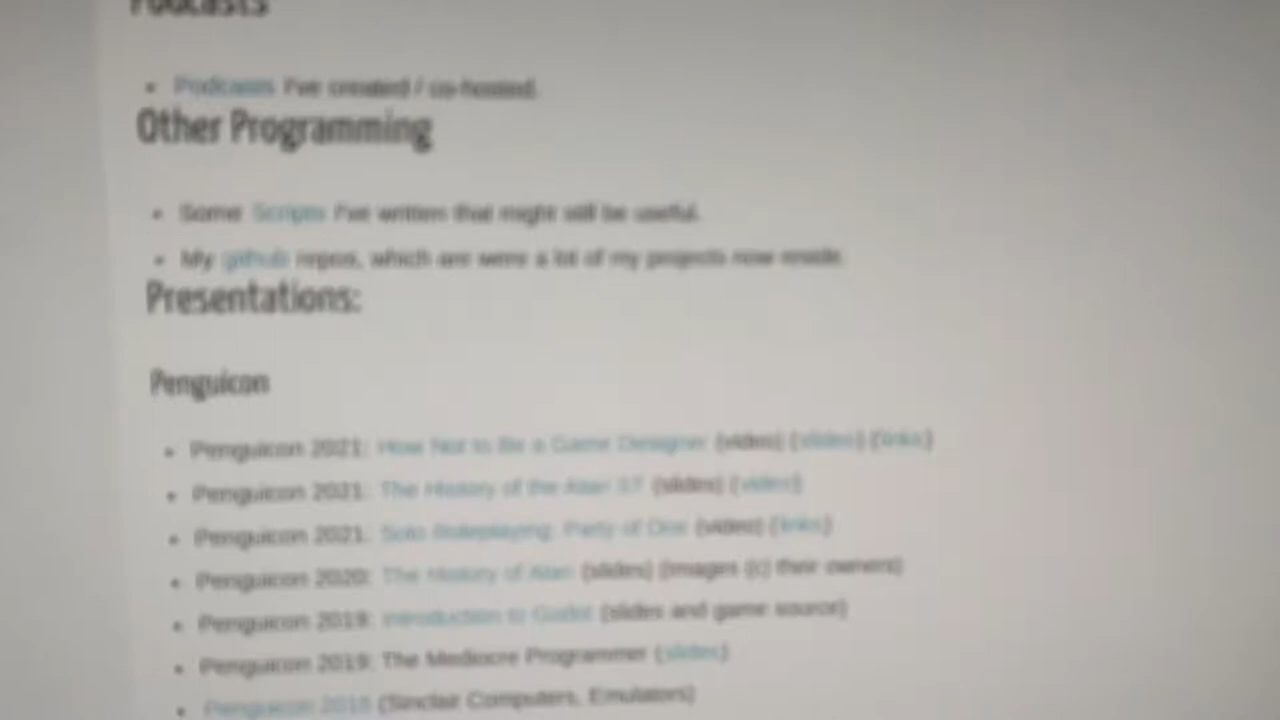 Podcasts
Podcasts I've created / co-hosted.
Other Programming
Some Scripts I've written that might still be useful.
My github repos, which are were a lot of my projects now reside.
Presentations:
Penguicon
Penguicon 2021: How Not to Be a Game Designer (video) (slides) (links)
Penguicon 2021: The History of the Atari ST (slides) (video)
Penguicon 2021: Solo Roleplaying: Party of One (video) (links)
Penguicon 2020: The History of Atari (slides) (Images (c) their owners)
Penguicon 2019: Introduction to Godot (slides and game source)
Penguicon 2019: The Mediocre Programmer (slides)
Penguicon 2018 (Sinclair Computers, Emulators)